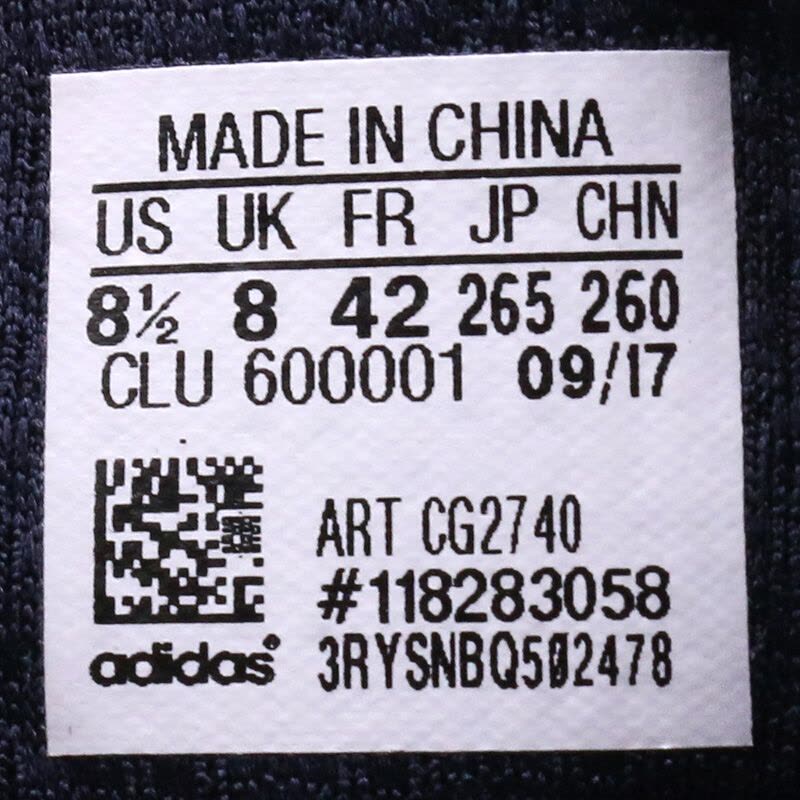 MADE IN CHINA
US UK FR JP CHN
8½ 8 42 265 260
CLU 600001 09/17
ART CG2740
#118283058
adidas® 3RYSNBQ502478